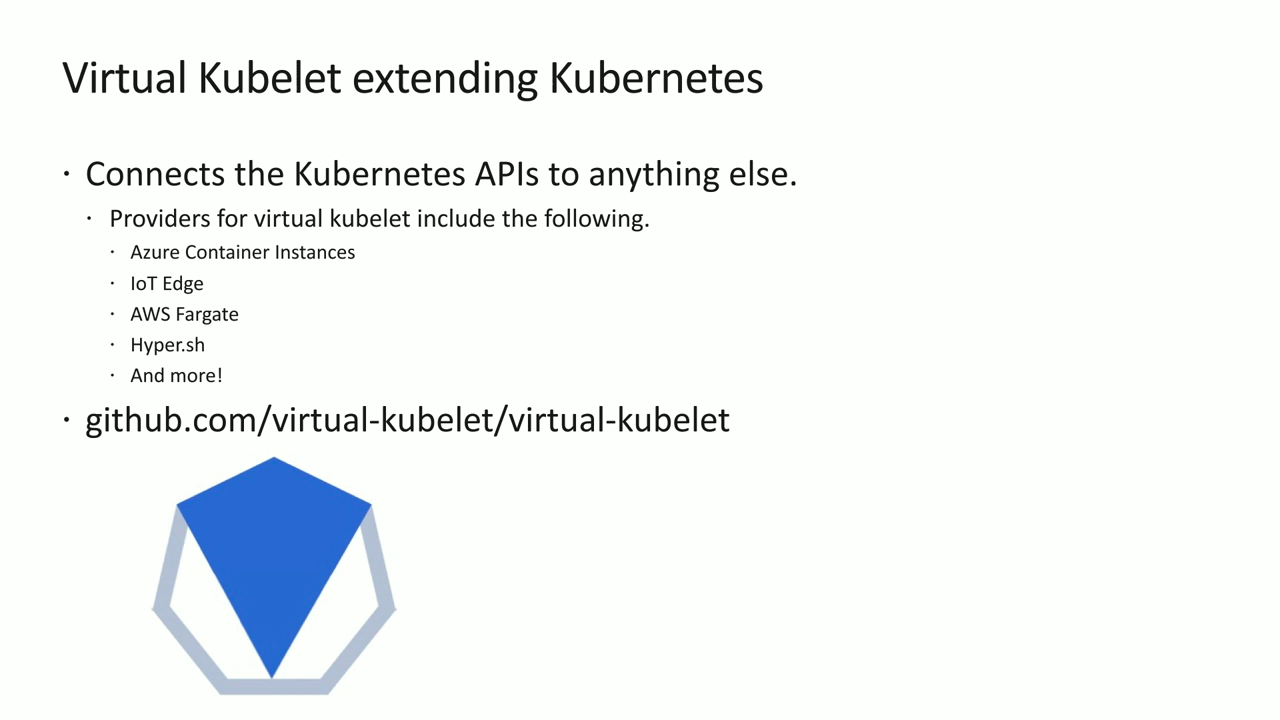 Virtual Kubelet extending Kubernetes
· Connects the Kubernetes APIs to anything else.
· Providers for virtual kubelet include the following.
· Azure Container Instances
· IoT Edge
· AWS Fargate
· Hyper.sh
· And more!
· github.com/virtual-kubelet/virtual-kubelet